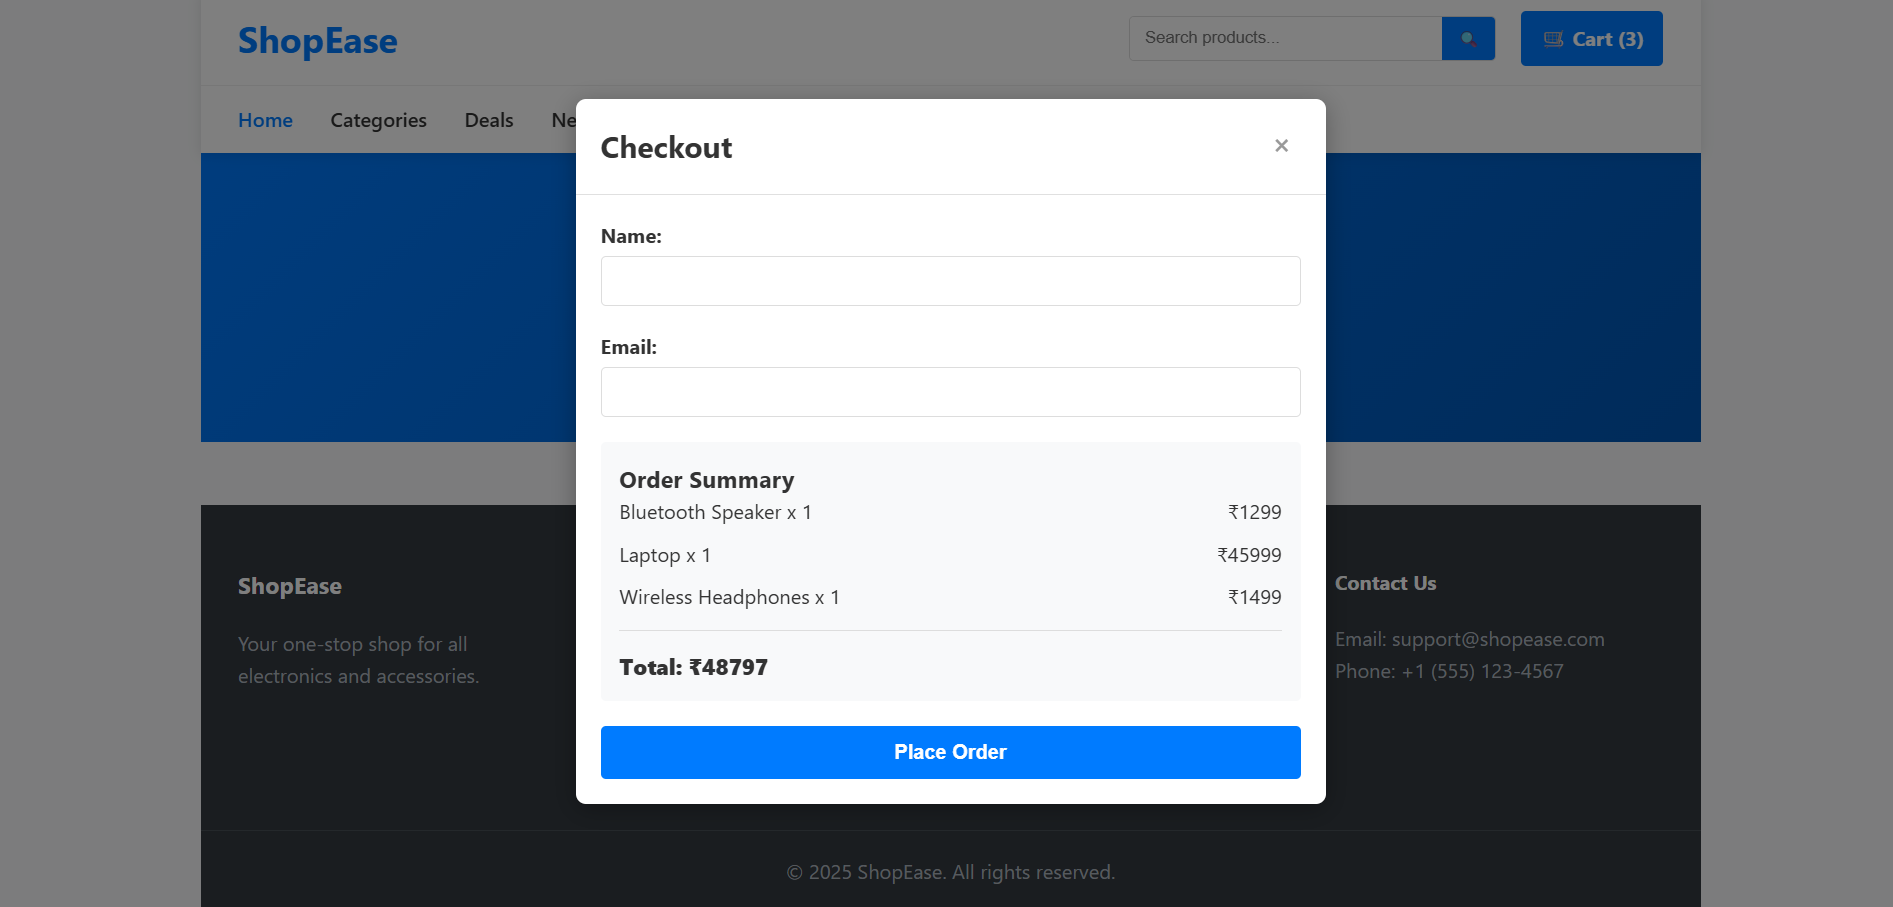 ShopEase
Search products...
Cart (3)
Home Categories Deals Ne
Checkout
×
Name:
Email:
Order Summary
Bluetooth Speaker x 1 ₹1299
Laptop x 1 ₹45999
Wireless Headphones x 1 ₹1499
Total: ₹48797
Place Order
ShopEase
Your one-stop shop for all
electronics and accessories.
Contact Us
Email: support@shopease.com
Phone: +1 (555) 123-4567
© 2025 ShopEase. All rights reserved.